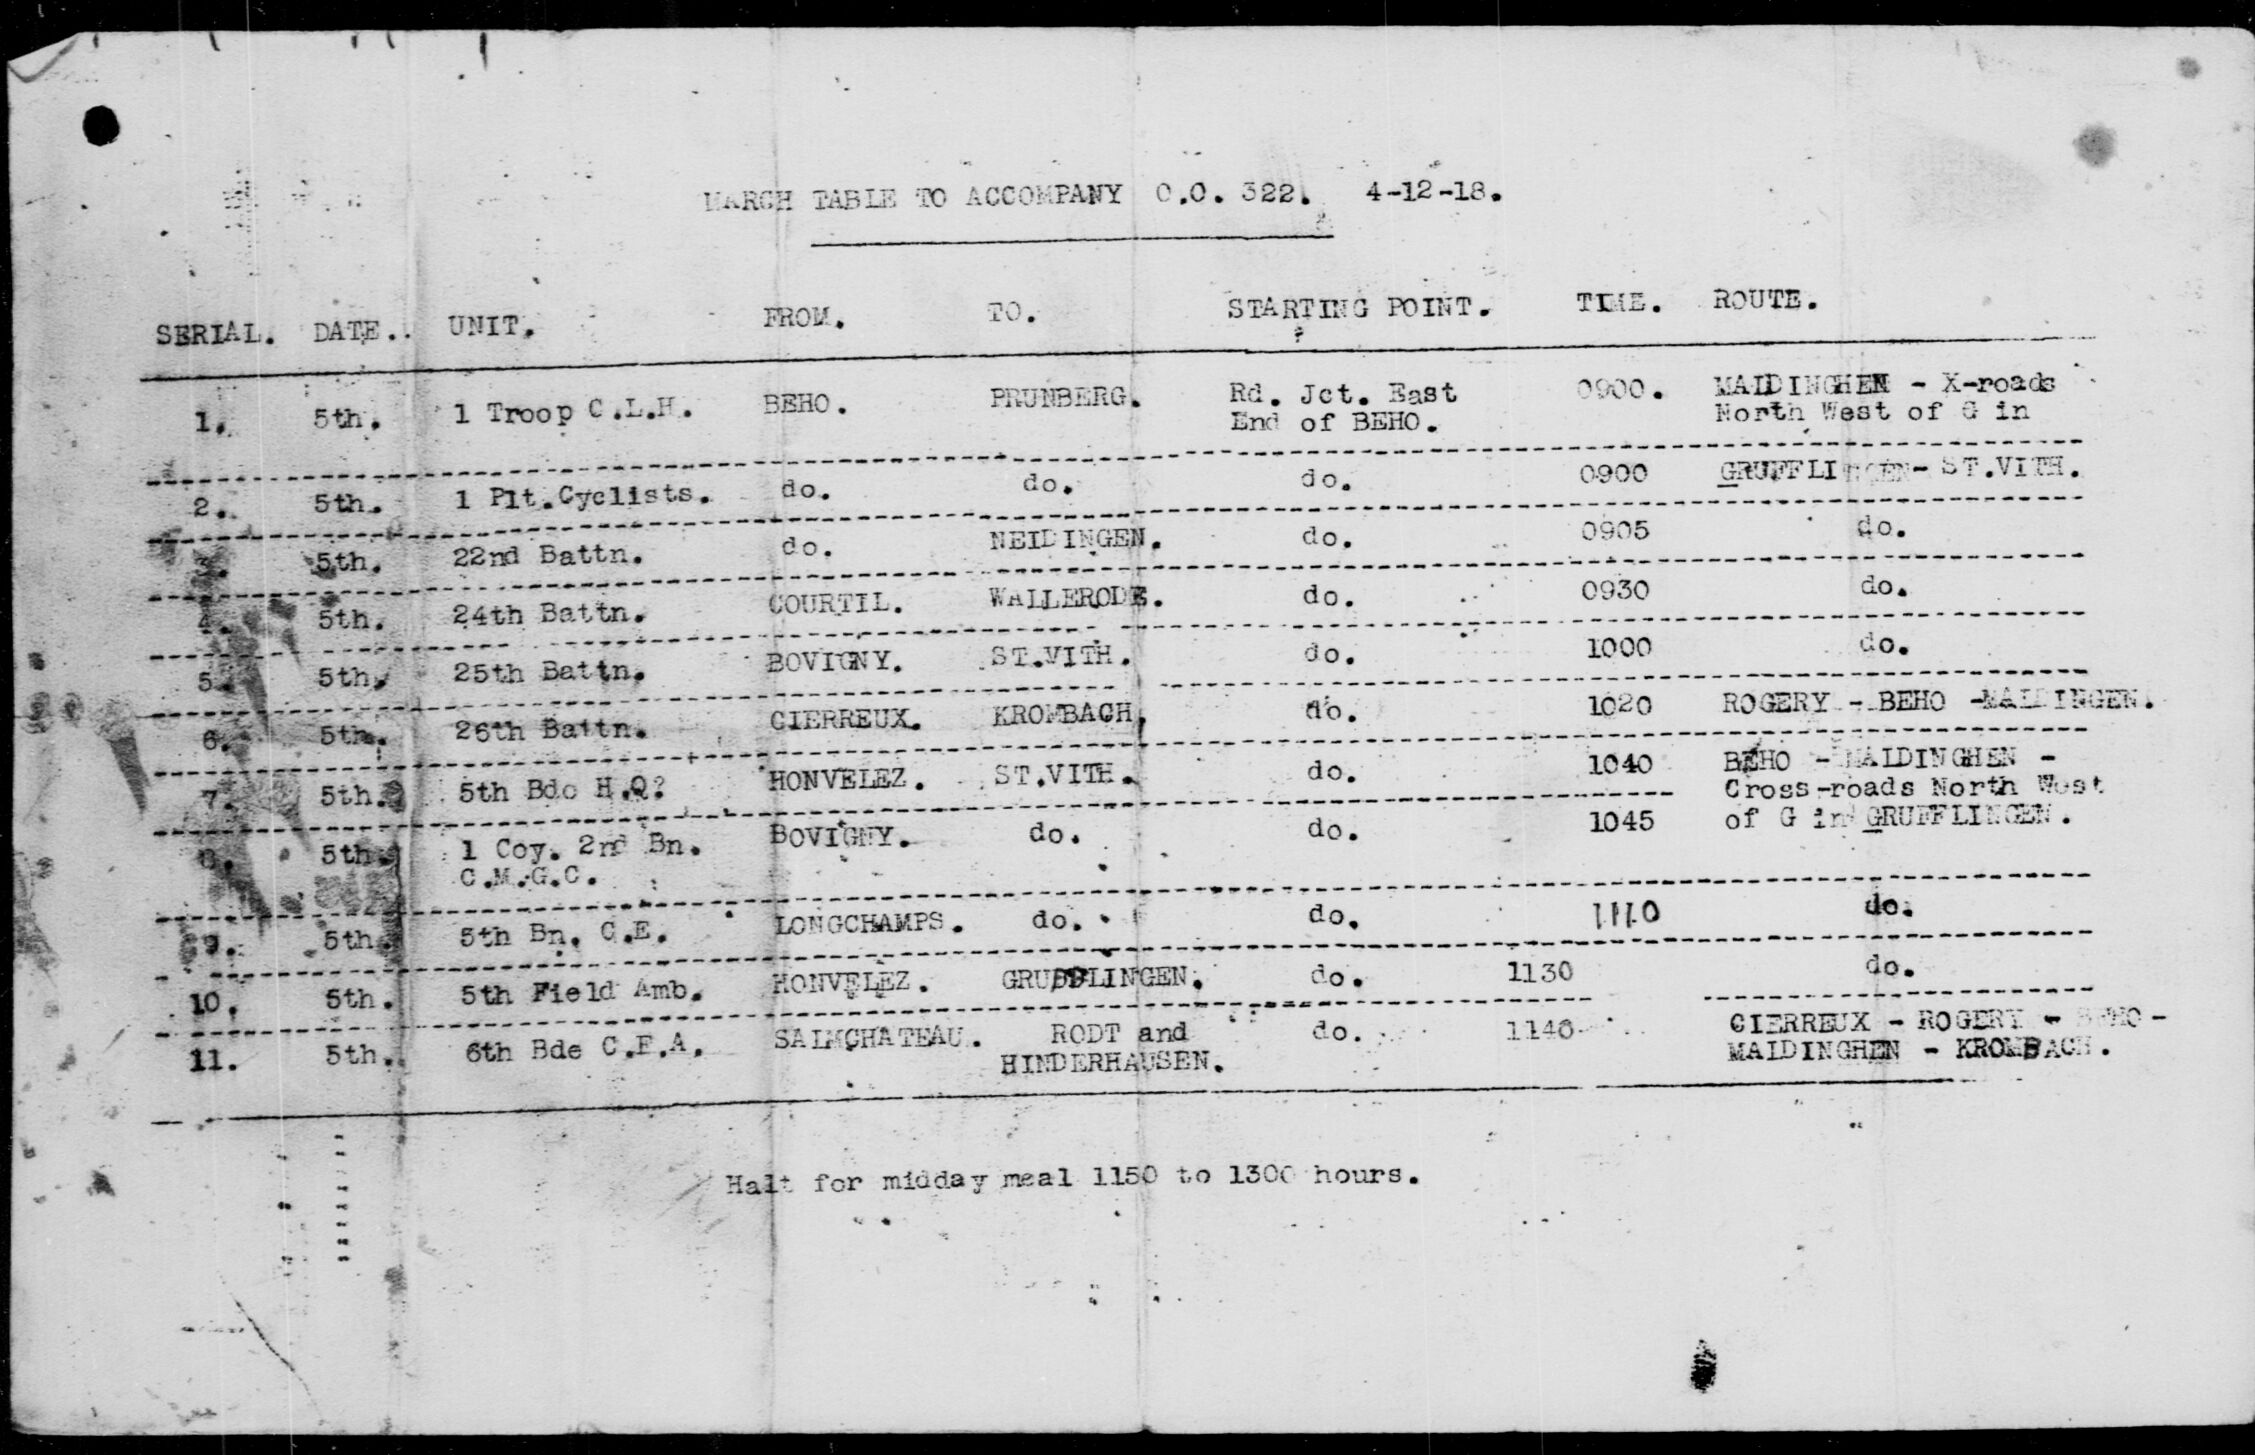 MARCH TABLE TO ACCOMPANY O.O. 322. 4-12-18.
SERIAL. DATE.. UNIT. FROM. TO. STARTING POINT. TIME. ROUTE.
1. 5th. 1 Troop C.L.H. BEHO. PRUNBERG. Rd. Jct. East 0900. MAIDINGHEN - X-roads
End of BEHO. North West of G in
2. 5th. 1 Plt.Cyclists. do. do. do. 0900 GRUFFLINGEN- ST.VITH.
3. 5th. 22nd Battn. do. NEIDINGEN. do. 0905 do.
4. 5th. 24th Battn. COURTIL. WALLERODE. do. 0930 do.
5. 5th. 25th Battn. BOVIGNY. ST.VITH. do. 1000 do.
6. 5th. 26th Battn. CIERREUX. KROMBACH. do. 1020 ROGERY - BEHO -MAIDINGEN.
7. 5th. 5th Bde H.Q? HONVELEZ. ST.VITH. do. 1040 BEHO - MAIDINGHEN -
Cross-roads North West
8. 5th. 1 Coy. 2nd Bn. BOVIGNY. do. do. 1045 of G in GRUFFLINGEN.
C.M.G.C.
9. 5th. 5th Bn. C.E. LONGCHAMPS. do. do. 1110 do.
10. 5th. 5th Field Amb. HONVELEZ. do. 1130 do.
11. 5th. 6th Bde C.F.A. SALMCHATEAU. RODT and do. 1140 CIERREUX - ROGERY - BEHO -
HINDERHAUSEN. MAIDINGHEN - KROMBACH.
Halt for midday meal 1150 to 1300 hours.